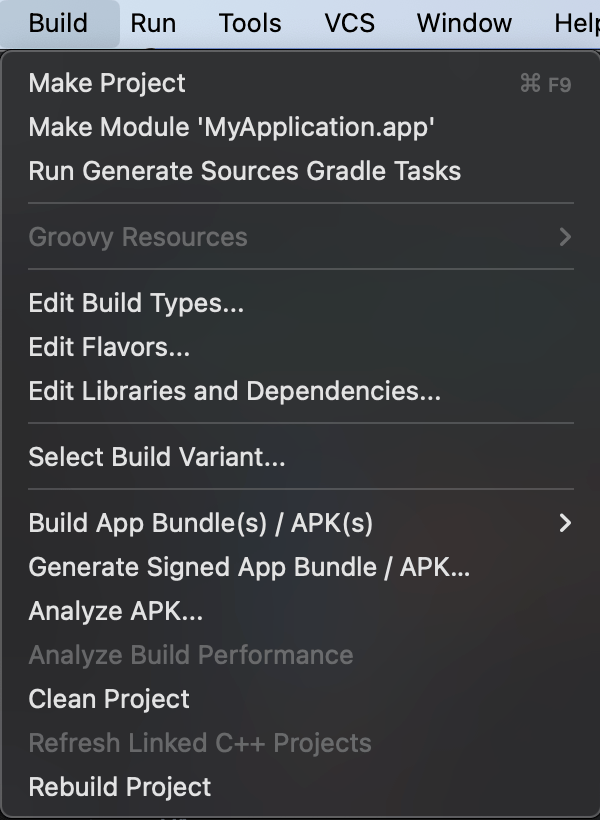 Build Run Tools VCS Window Help
Make Project ⌘ F9
Make Module 'MyApplication.app'
Run Generate Sources Gradle Tasks
Groovy Resources
Edit Build Types...
Edit Flavors...
Edit Libraries and Dependencies...
Select Build Variant...
Build App Bundle(s) / APK(s)
Generate Signed App Bundle / APK...
Analyze APK...
Analyze Build Performance
Clean Project
Refresh Linked C++ Projects
Rebuild Project